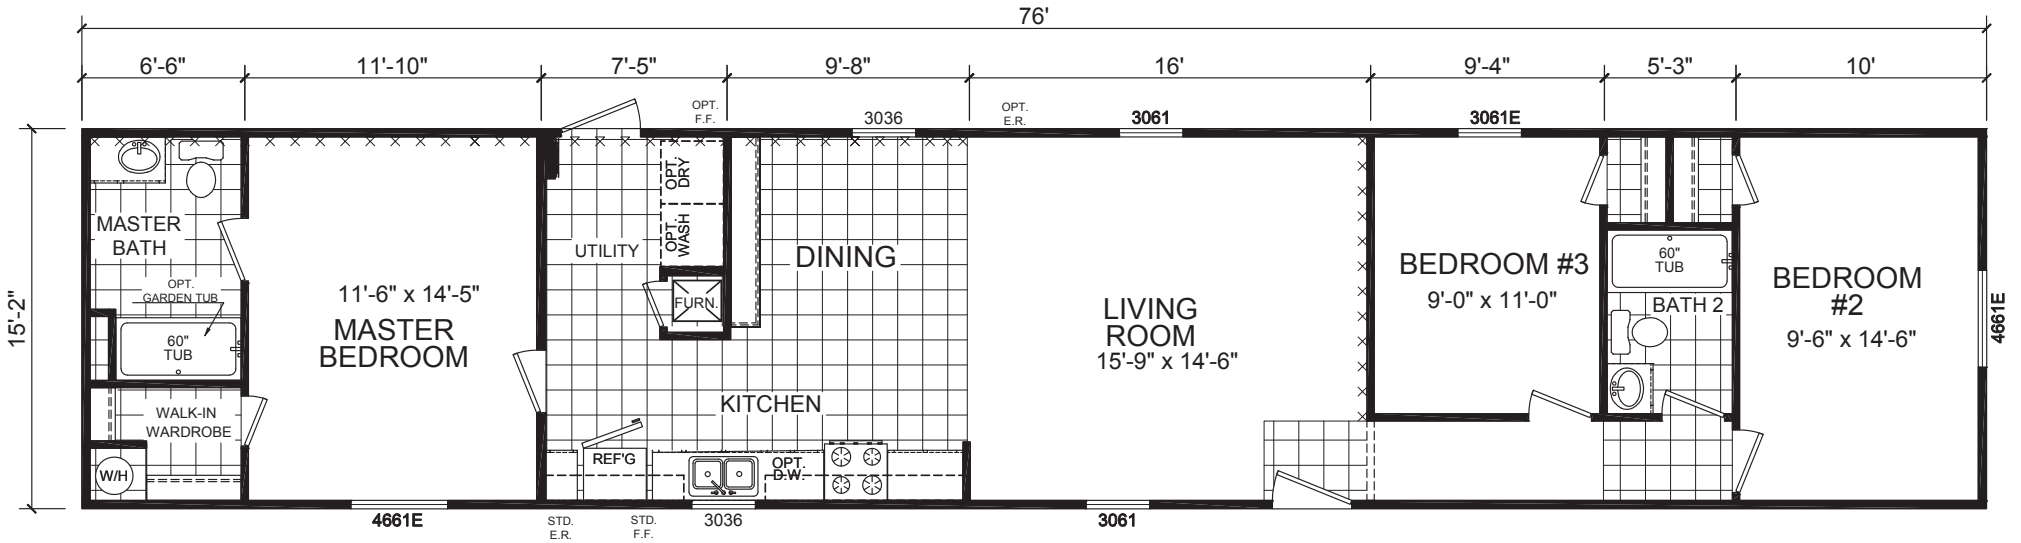 76'
6'-6" 11'-10" 7'-5" 9'-8" 16' 9'-4" 5'-3" 10'
OPT.
F.F.
3036
OPT.
E.R.
3061
3061E
15'-2"
MASTER
BATH
OPT.
GARDEN TUB
60"
TUB
WALK-IN
WARDROBE
W/H
11'-6" x 14'-5"
MASTER
BEDROOM
4661E
UTILITY
OPT.
DRY
OPT.
WASH
FURN.
DINING
KITCHEN
REF'G
OPT.
D.W.
STD.
E.R.
STD.
F.F.
3036
LIVING
ROOM
15'-9" x 14'-6"
3061
BEDROOM #3
9'-0" x 11'-0"
60"
TUB
BATH 2
BEDROOM
#2
9'-6" x 14'-6"
4661E